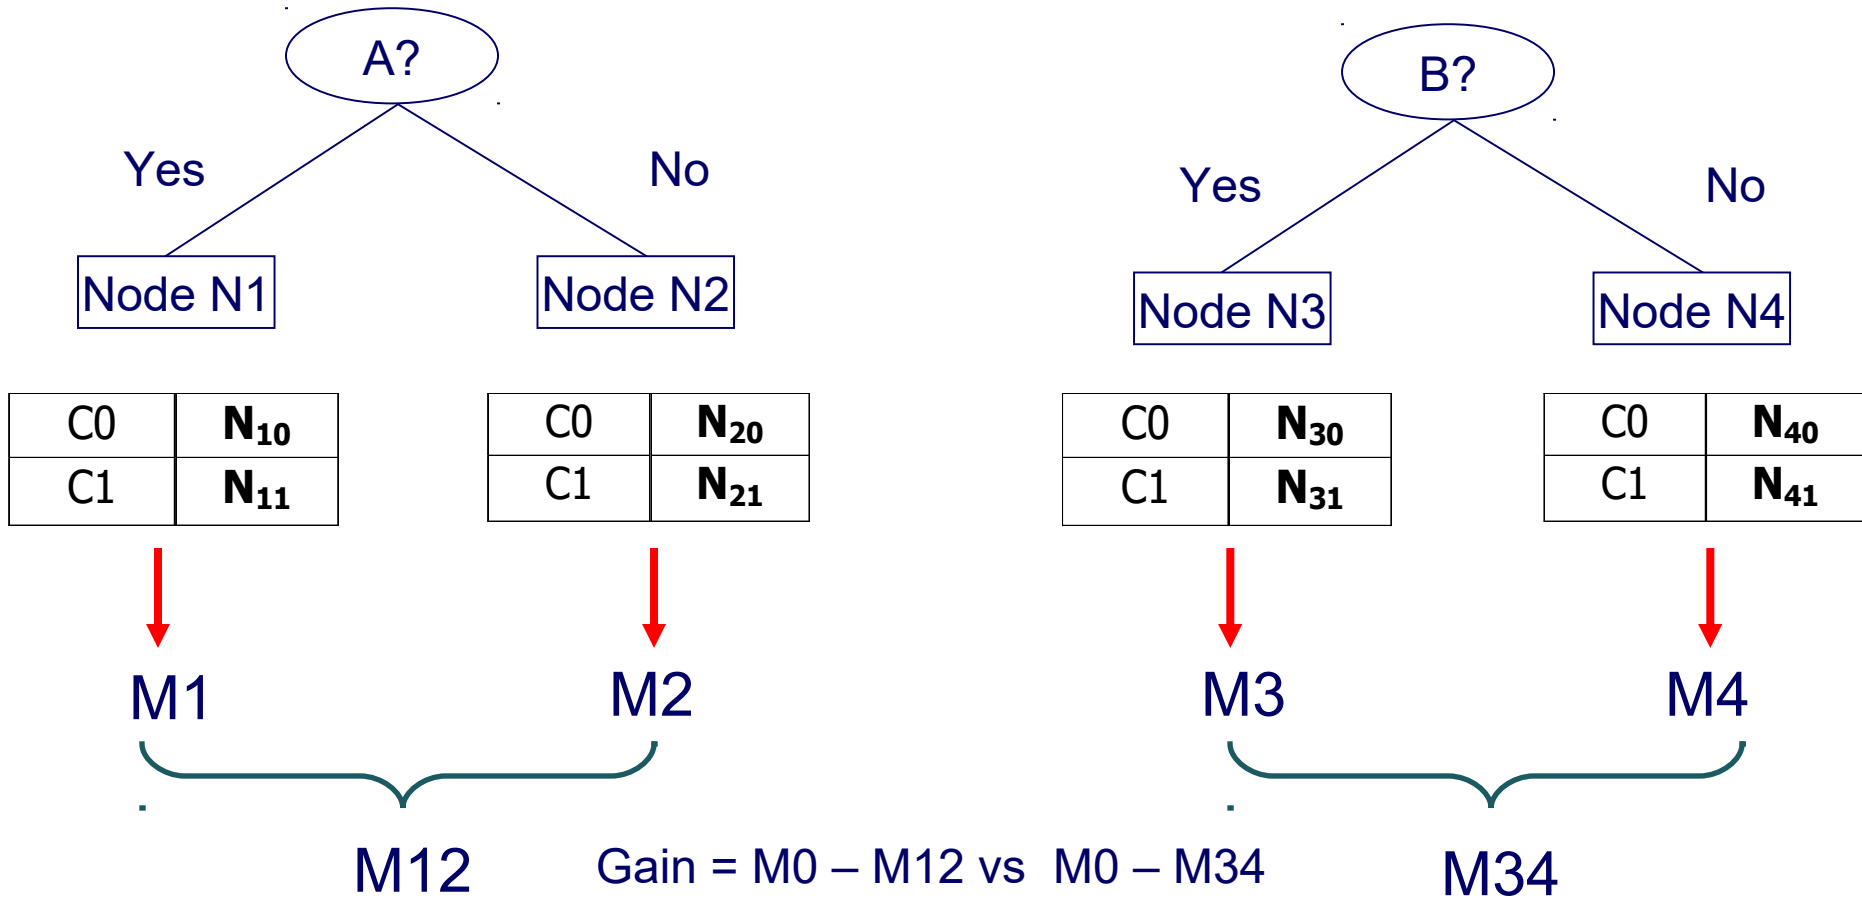 A?
B?
Yes
No
Yes
No
Node N1
Node N2
Node N3
Node N4
C0 N₁₀
C1 N₁₁
C0 N₂₀
C1 N₂₁
C0 N₃₀
C1 N₃₁
C0 N₄₀
C1 N₄₁
M1
M2
M3
M4
M12
Gain = M0 – M12 vs M0 – M34
M34